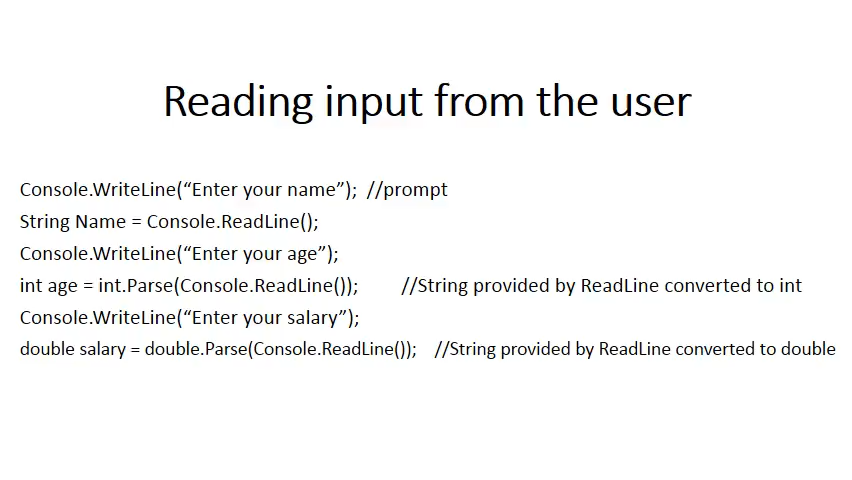 Reading input from the user
Console.WriteLine(“Enter your name”); //prompt
String Name = Console.ReadLine();
Console.WriteLine(“Enter your age”);
int age = int.Parse(Console.ReadLine()); //String provided by ReadLine converted to int
Console.WriteLine(“Enter your salary”);
double salary = double.Parse(Console.ReadLine()); //String provided by ReadLine converted to double